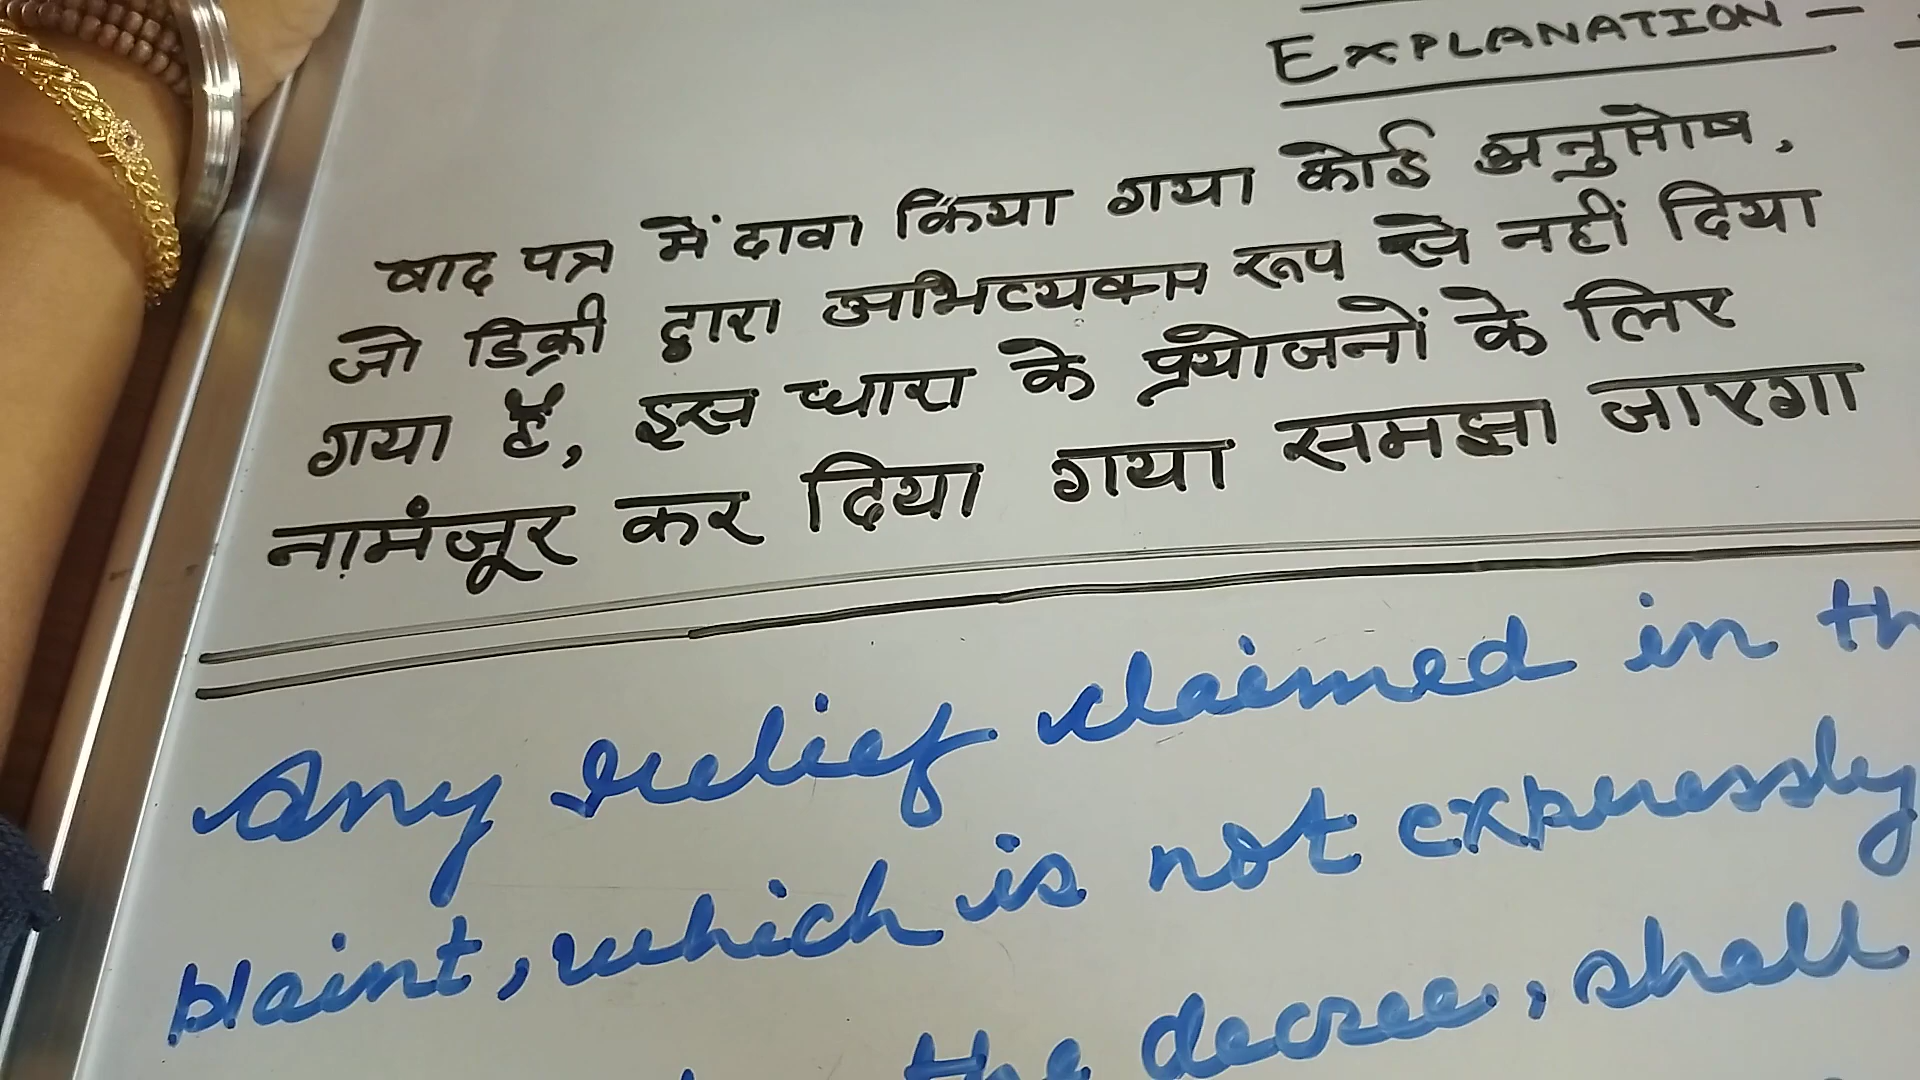 EXPLANATION -
वाद पत्र में दावा किया गया कोई अनुतोष,
जो डिक्री द्वारा अभिव्यक्त रूप से नहीं दिया
गया है, इस धारा के प्रयोजनों के लिए
नामंजूर कर दिया गया समझा जाएगा
Any relief claimed in th
plaint, which is not expressly
the decree, shall